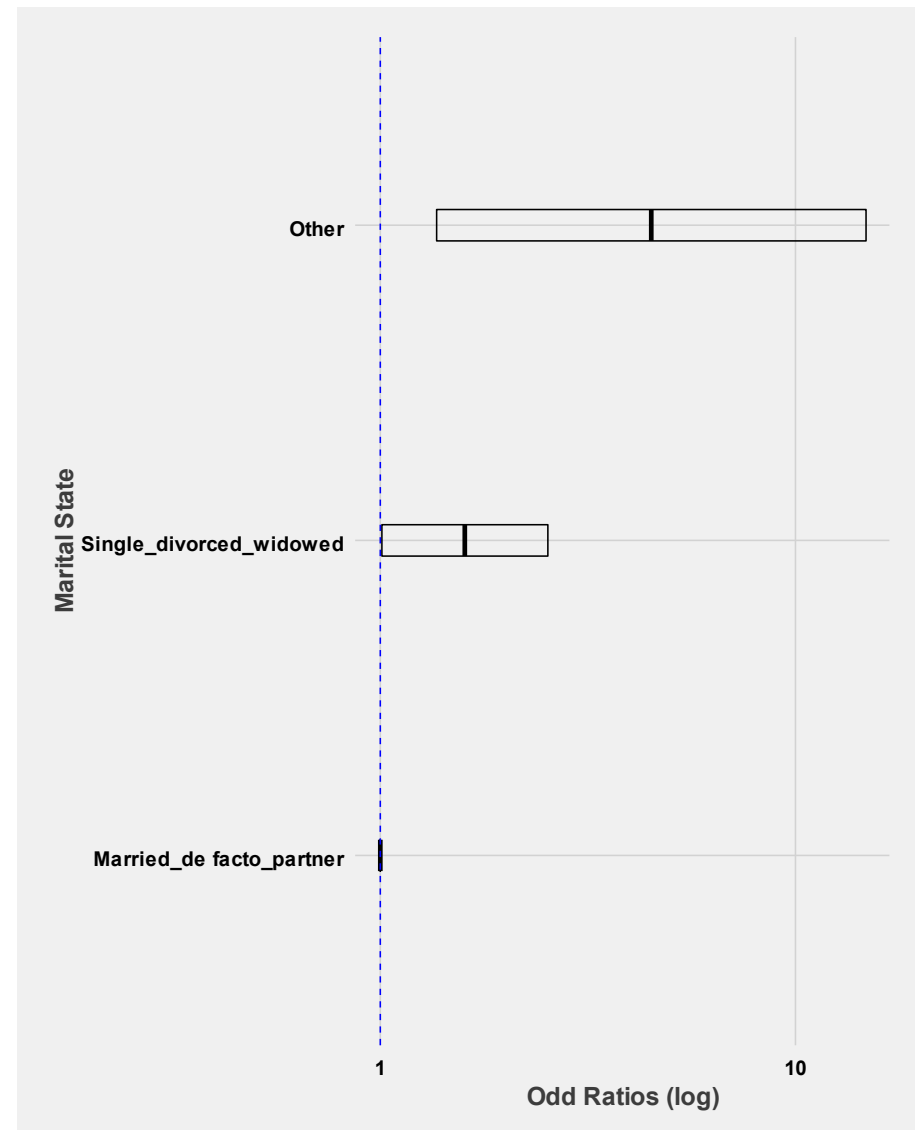 Other
Marital State
Single_divorced_widowed
Married_de facto_partner
1
10
Odd Ratios (log)